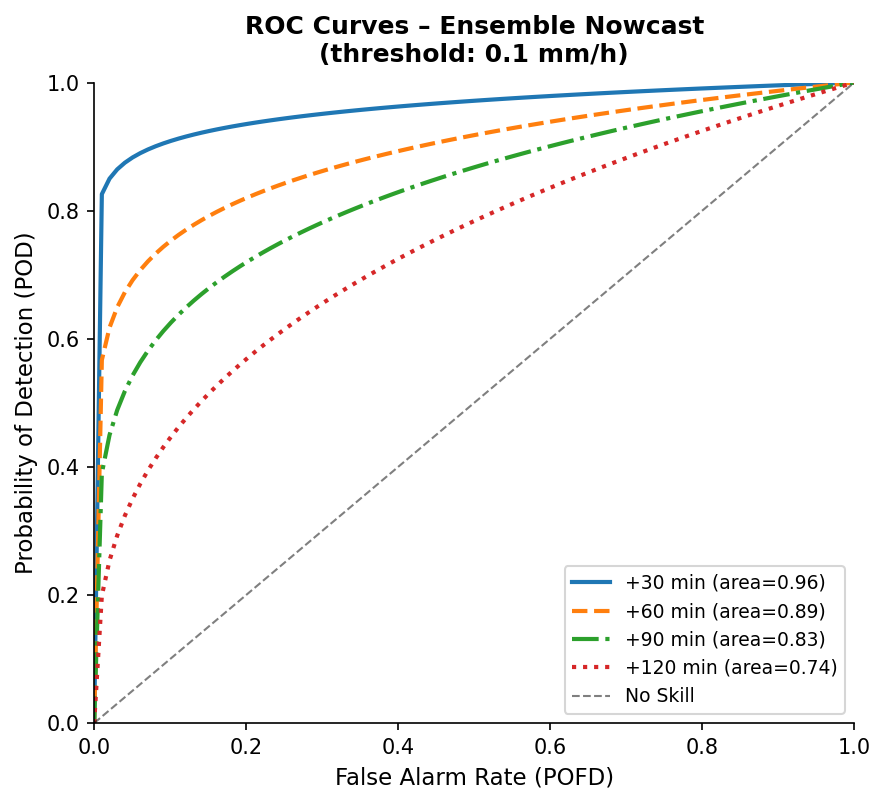 ROC Curves – Ensemble Nowcast
(threshold: 0.1 mm/h)
Probability of Detection (POD)
1.0
0.8
0.6
0.4
0.2
0.0
0.0 0.2 0.4 0.6 0.8 1.0
False Alarm Rate (POFD)
+30 min (area=0.96)
+60 min (area=0.89)
+90 min (area=0.83)
+120 min (area=0.74)
No Skill